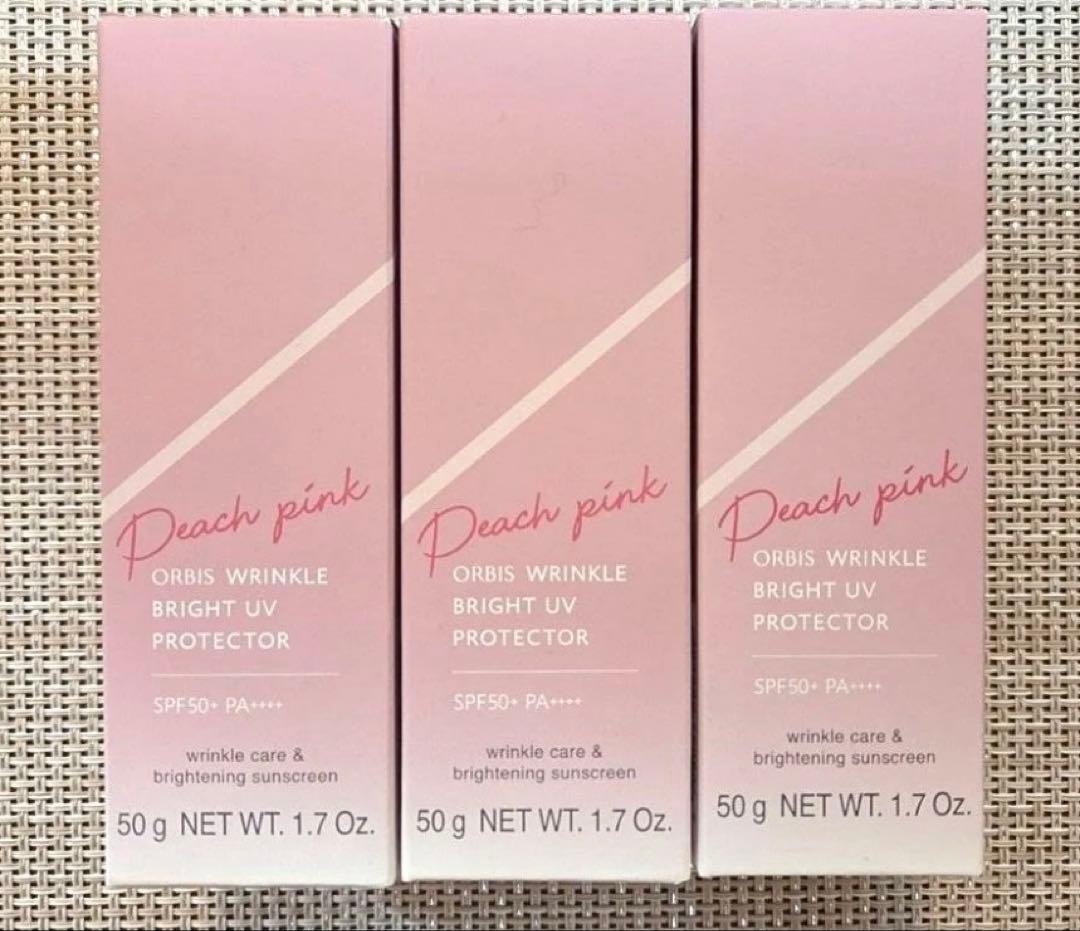 Peach pink
ORBIS WRINKLE
BRIGHT UV
PROTECTOR
SPF50+ PA++++
wrinkle care &
brightening sunscreen
50 g NET WT. 1.7 Oz.
Peach pink
ORBIS WRINKLE
BRIGHT UV
PROTECTOR
SPF50+ PA++++
wrinkle care &
brightening sunscreen
50 g NET WT. 1.7 Oz.
Peach pink
ORBIS WRINKLE
BRIGHT UV
PROTECTOR
SPF50+ PA++++
wrinkle care &
brightening sunscreen
50 g NET WT. 1.7 Oz.